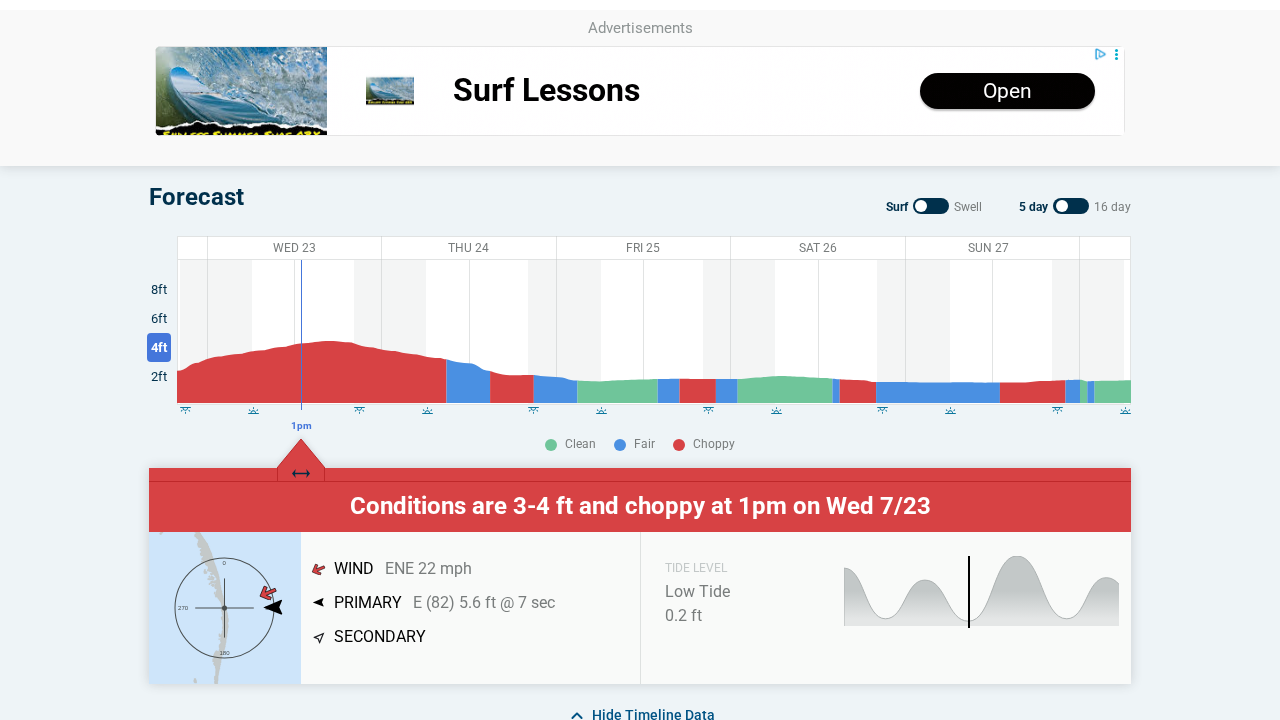 Advertisements
Surf Lessons
Open
Forecast
Surf Swell 5 day 16 day
WED 23 THU 24 FRI 25 SAT 26 SUN 27
8ft
6ft
4ft
2ft
1pm
Clean Fair Choppy
Conditions are 3-4 ft and choppy at 1pm on Wed 7/23
0
270
180
WIND ENE 22 mph
PRIMARY E (82) 5.6 ft @ 7 sec
SECONDARY
TIDE LEVEL
Low Tide
0.2 ft
Hide Timeline Data